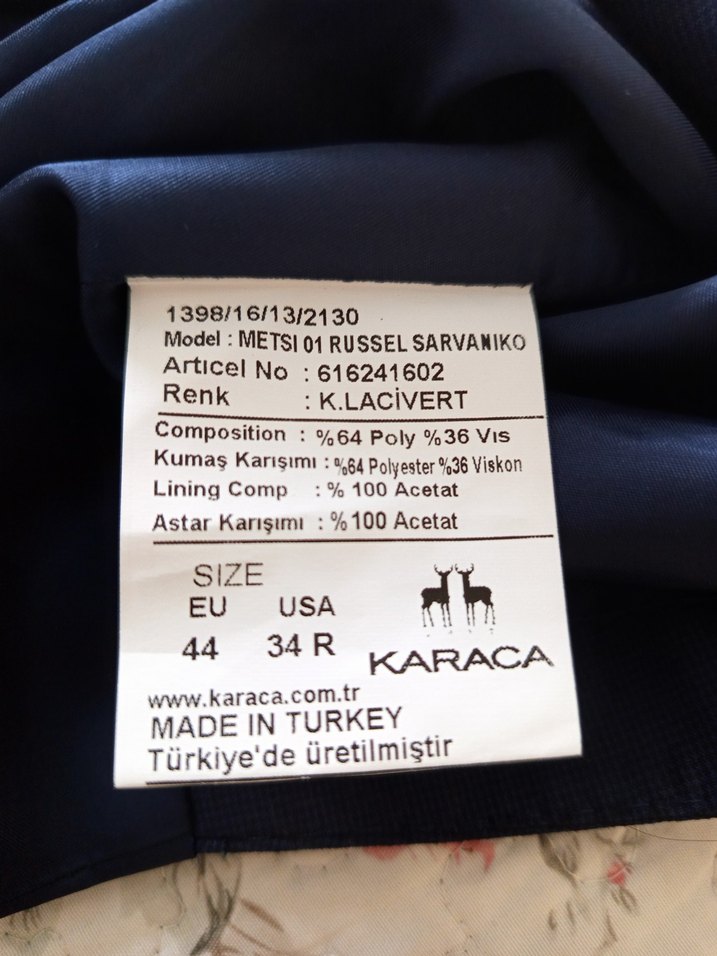 1398/16/13/2130
Model : METSI 01 RUSSEL SARVANIKO
Artıcel No : 616241602
Renk : K.LACİVERT
Composition : %64 Poly %36 Vıs
Kumaş Karışımı : %64 Polyester %36 Viskon
Lining Comp : % 100 Acetat
Astar Karışımı : % 100 Acetat
SIZE
EU USA
44 34 R
KARACA
www.karaca.com.tr
MADE IN TURKEY
Türkiye'de üretilmiştir